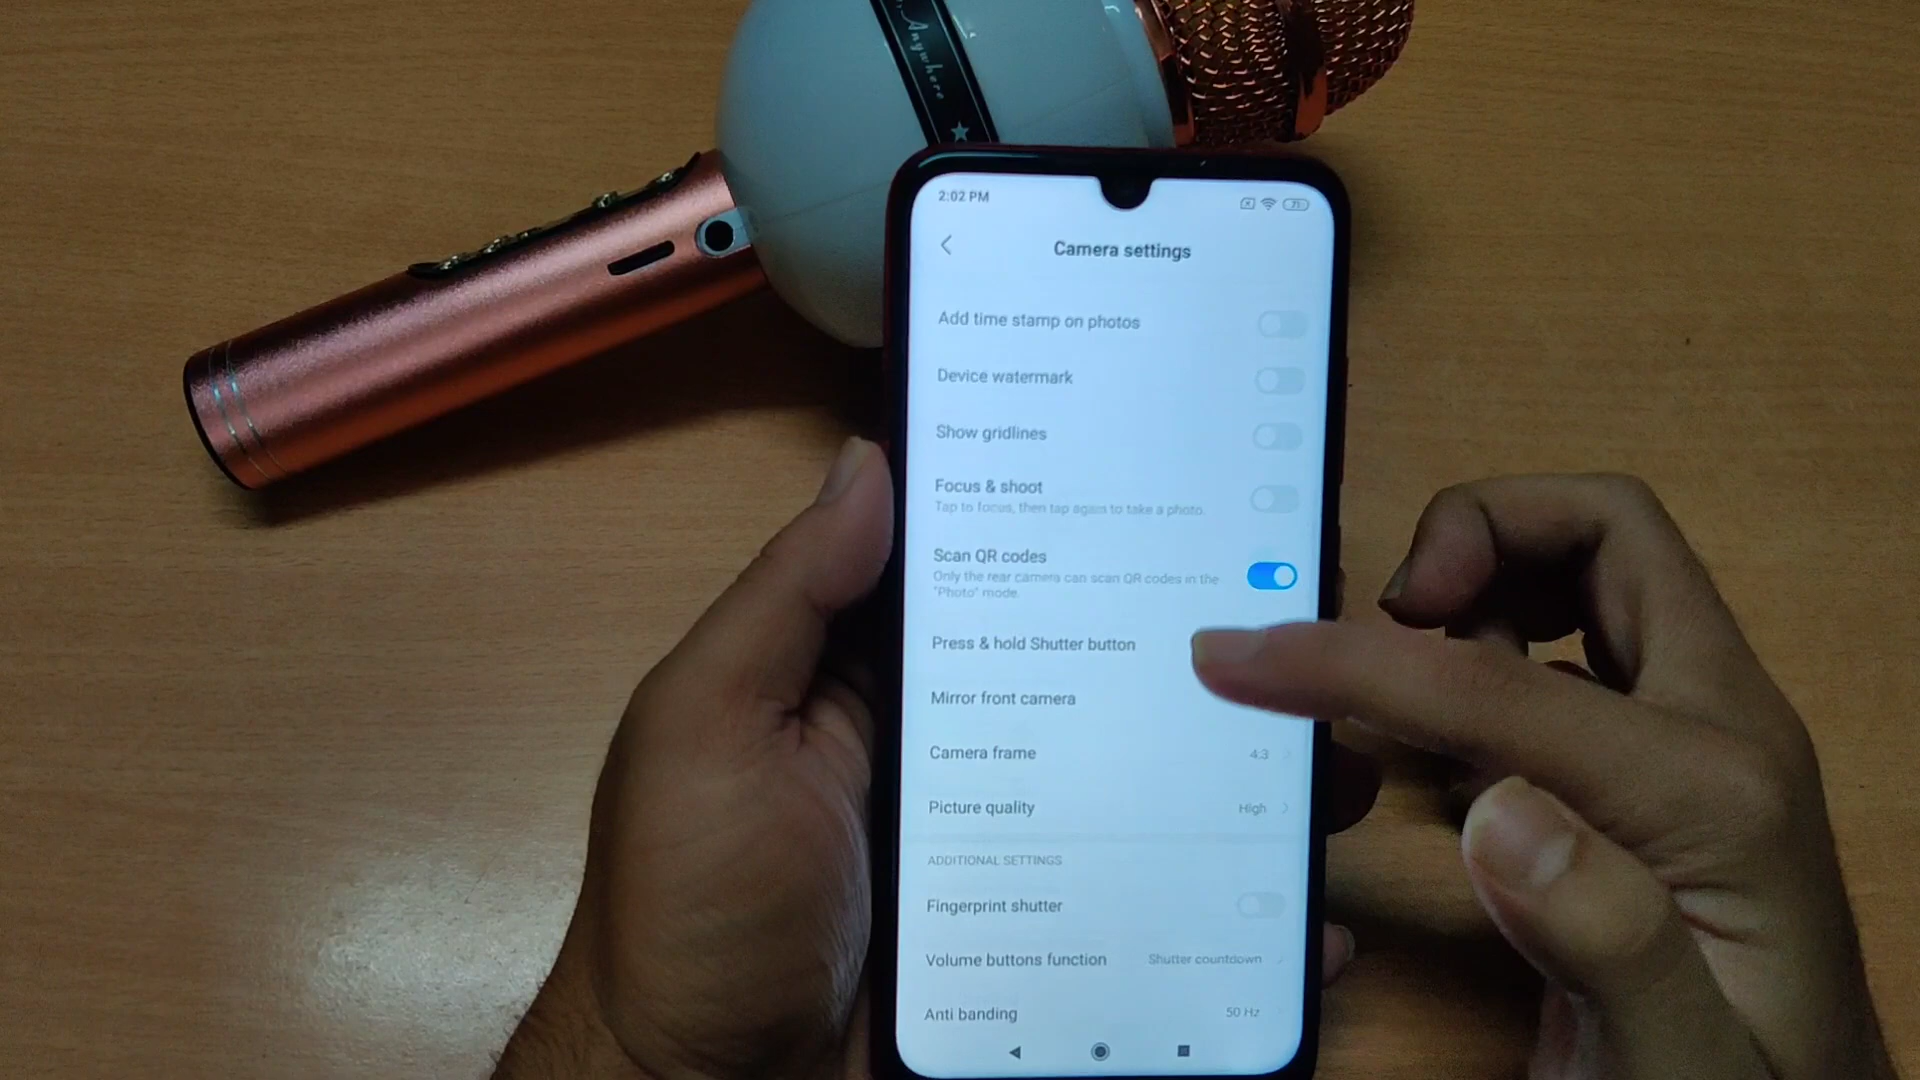 Anywhere
2:02 PM
71
Camera settings
Add time stamp on photos
Device watermark
Show gridlines
Focus & shoot
Tap to focus, then tap again to take a photo.
Scan QR codes
Only the rear camera can scan QR codes in the
"Photo" mode.
Press & hold Shutter button
Mirror front camera
Camera frame 4:3
Picture quality High
ADDITIONAL SETTINGS
Fingerprint shutter
Volume buttons function Shutter countdown
Anti banding 50 Hz